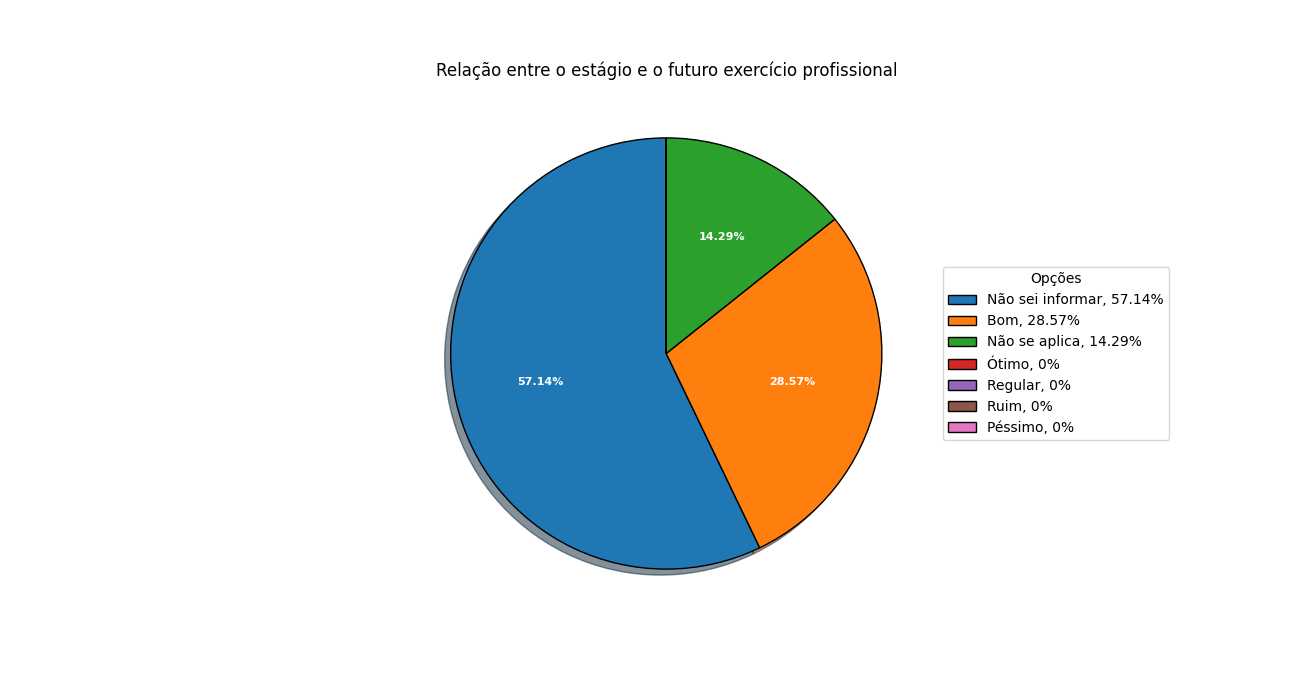 Relação entre o estágio e o futuro exercício profissional
14.29%
57.14%
28.57%
Opções
Não sei informar, 57.14%
Bom, 28.57%
Não se aplica, 14.29%
Ótimo, 0%
Regular, 0%
Ruim, 0%
Péssimo, 0%